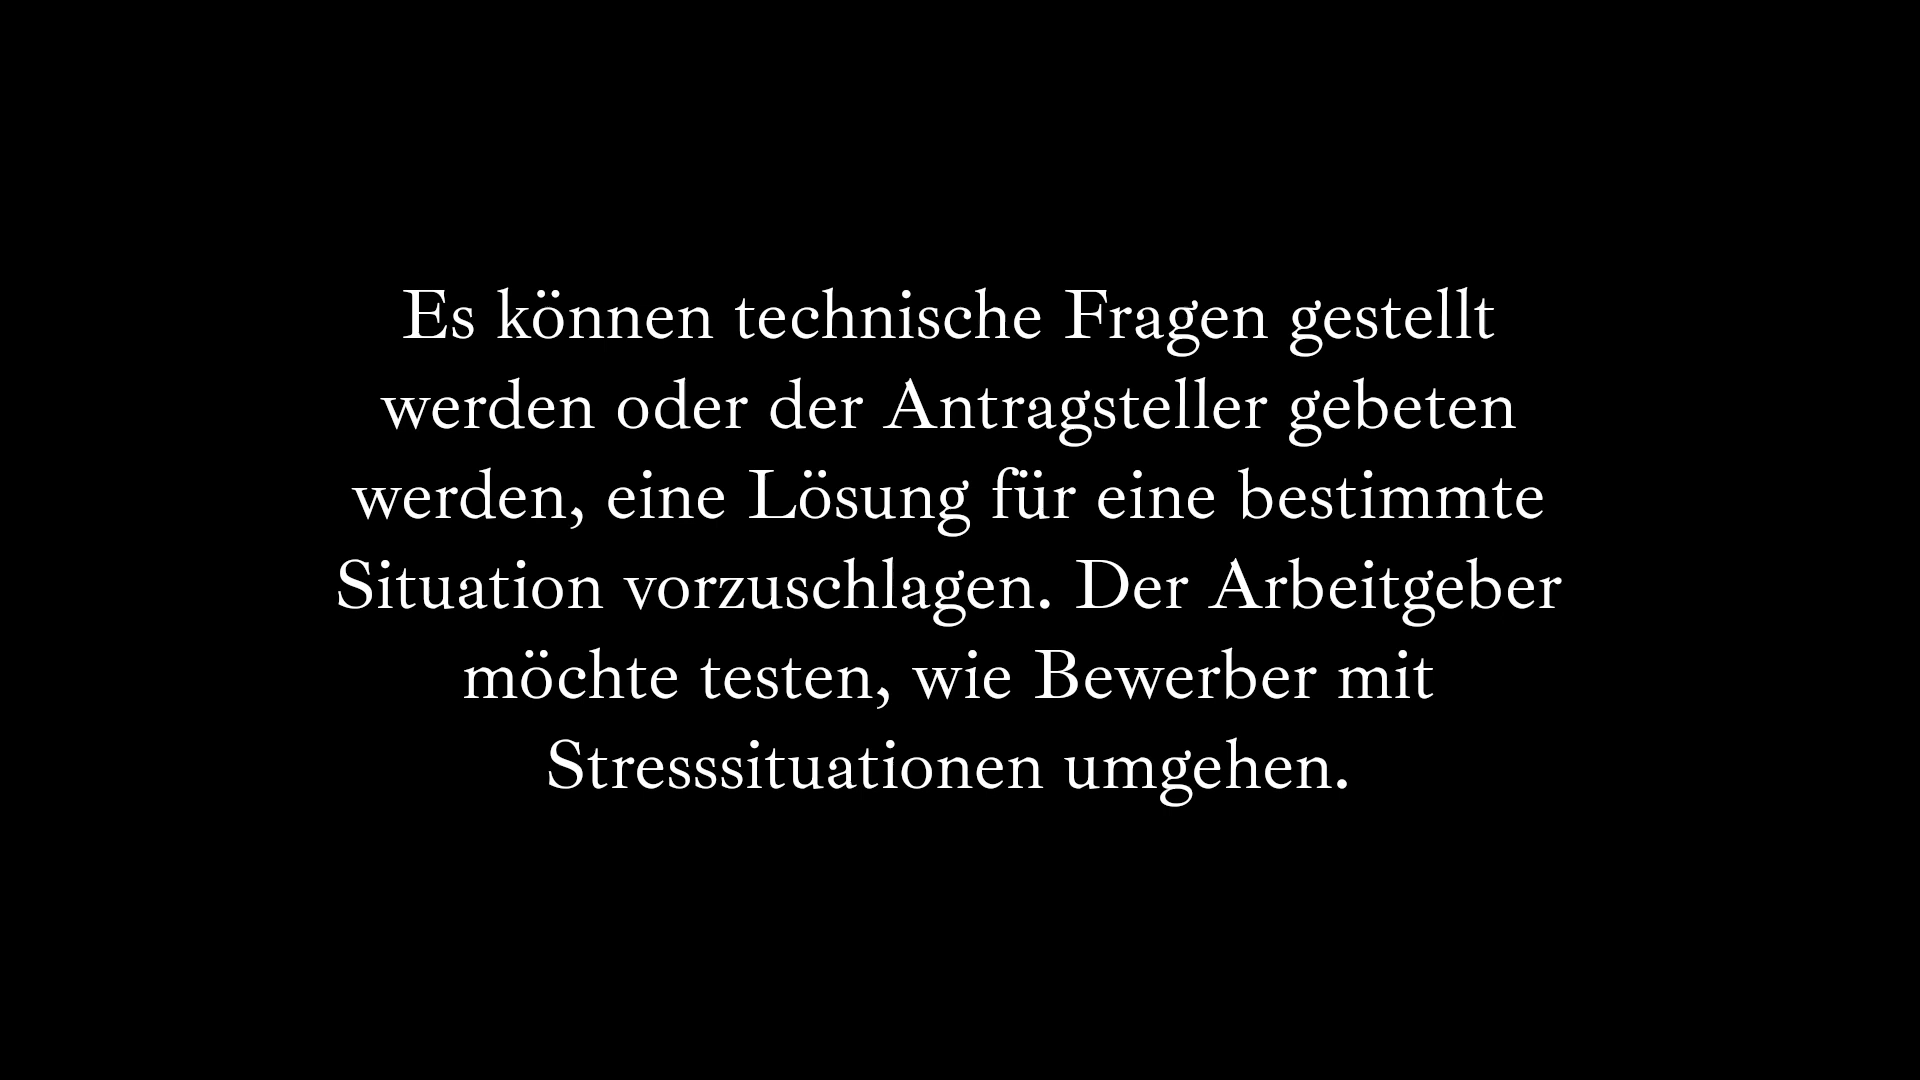 Es können technische Fragen gestellt
werden oder der Antragsteller gebeten
werden, eine Lösung für eine bestimmte
Situation vorzuschlagen. Der Arbeitgeber
möchte testen, wie Bewerber mit
Stresssituationen umgehen.